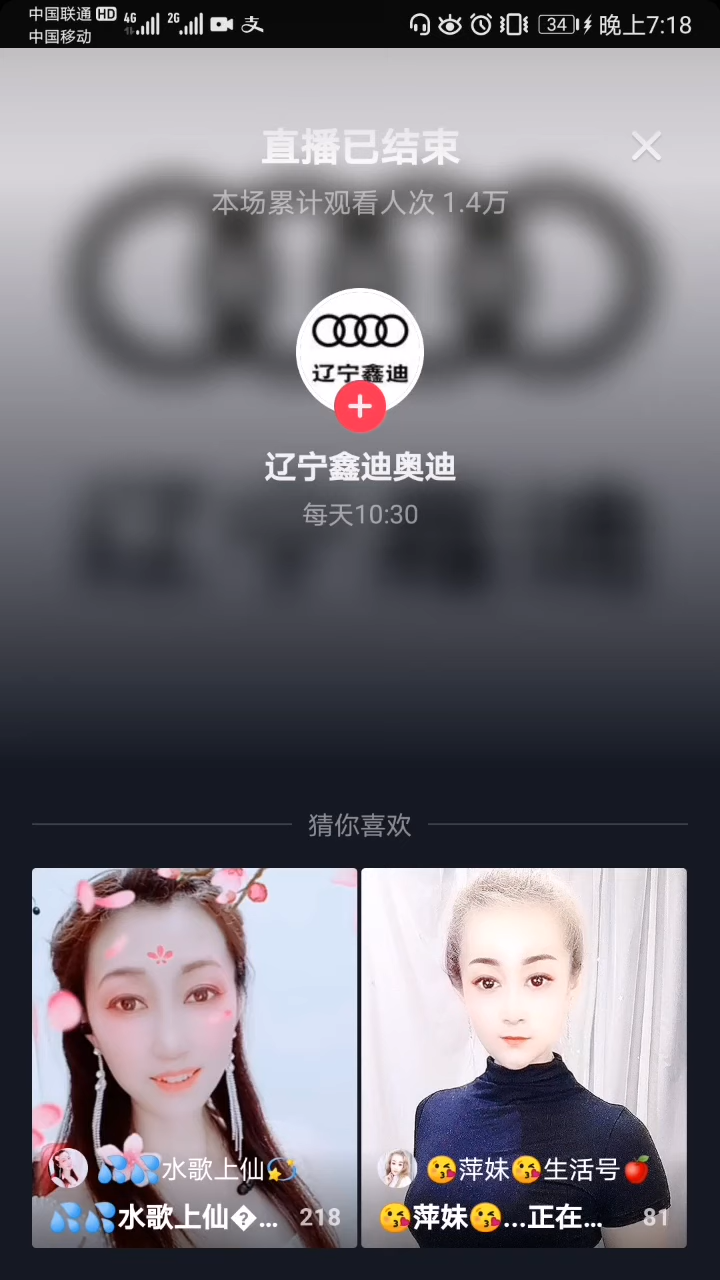 中国联通 HD 4G 2G 34 晚上7:18
中国移动
直播已结束
本场累计观看人次 1.4万
辽宁鑫迪
辽宁鑫迪奥迪
每天10:30
猜你喜欢
💦💦水歌上仙💫
💦💦水歌上仙�... 218
😘萍妹😘生活号🍎
😘萍妹😘...正在... 81